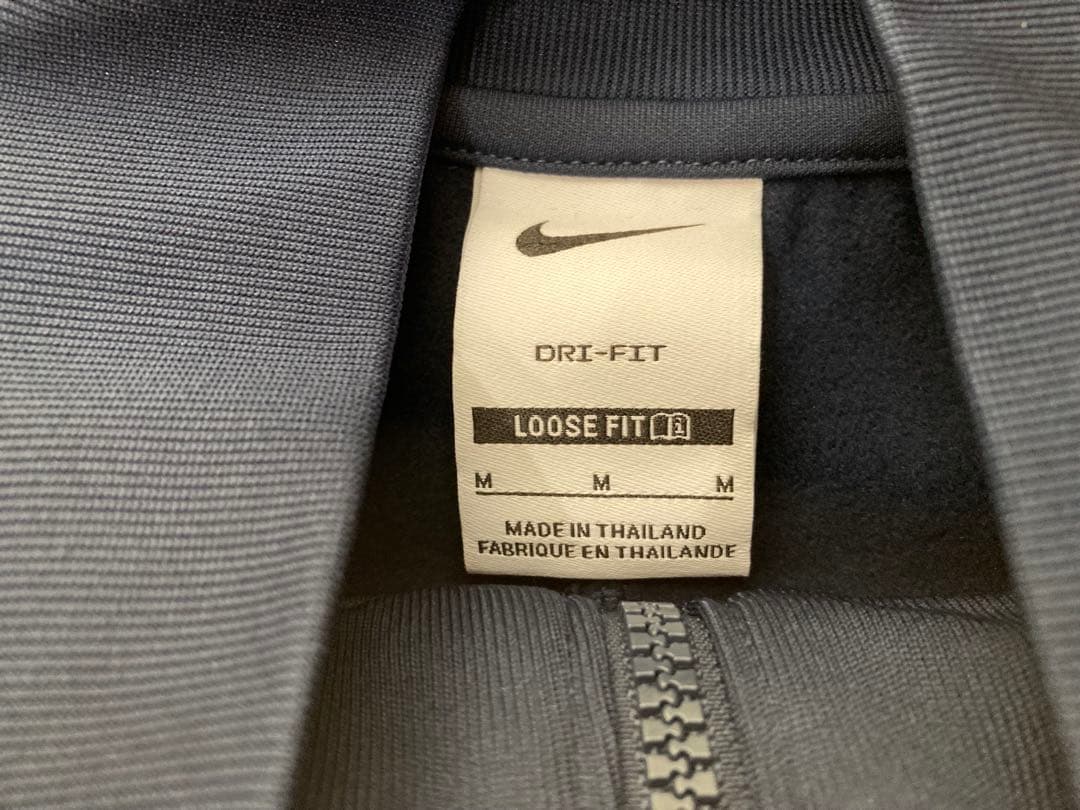 DRI-FIT
LOOSE FIT
M M M
MADE IN THAILAND
FABRIQUE EN THAILANDE